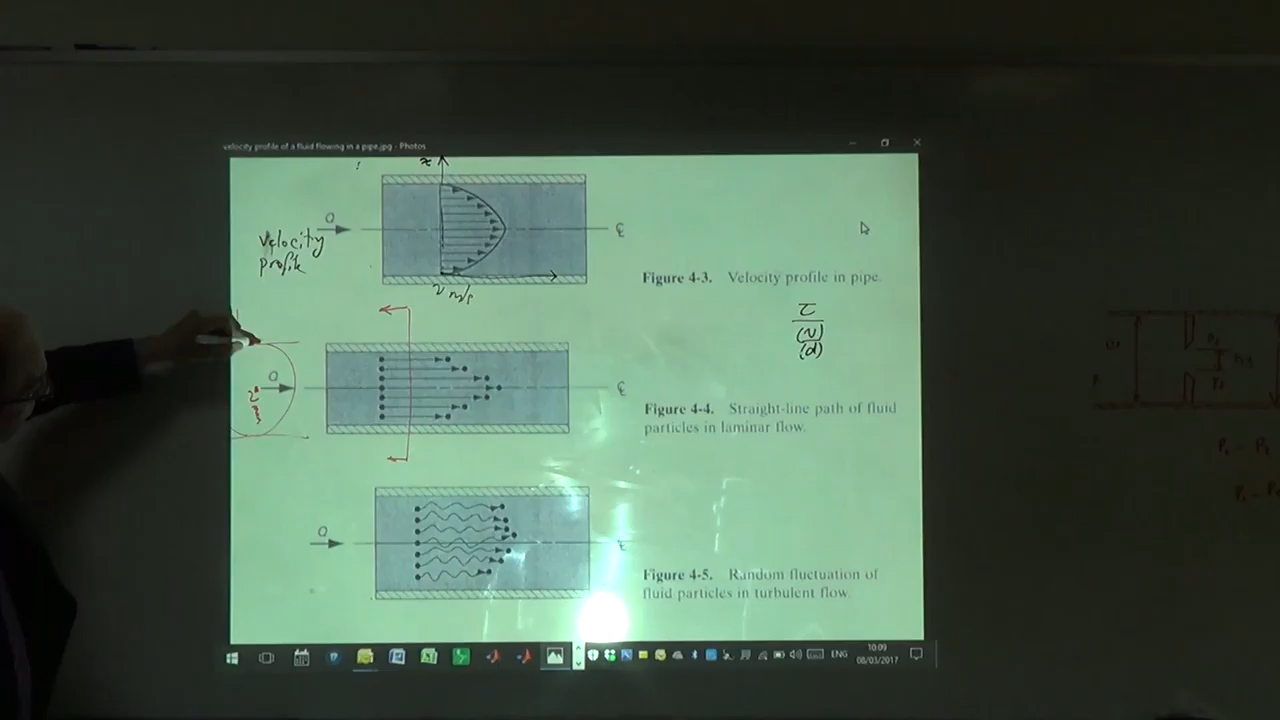 velocity profile of a fluid flowing in a pipe.jpg - Photos
x
Q
velocity
profile
v m/s
Figure 4-3. Velocity profile in pipe.
τ
(v)
(d)
Q
Figure 4-4. Straight-line path of fluid
particles in laminar flow.
Q
Figure 4-5. Random fluctuation of
fluid particles in turbulent flow.
ENG
10:09
08/03/2017